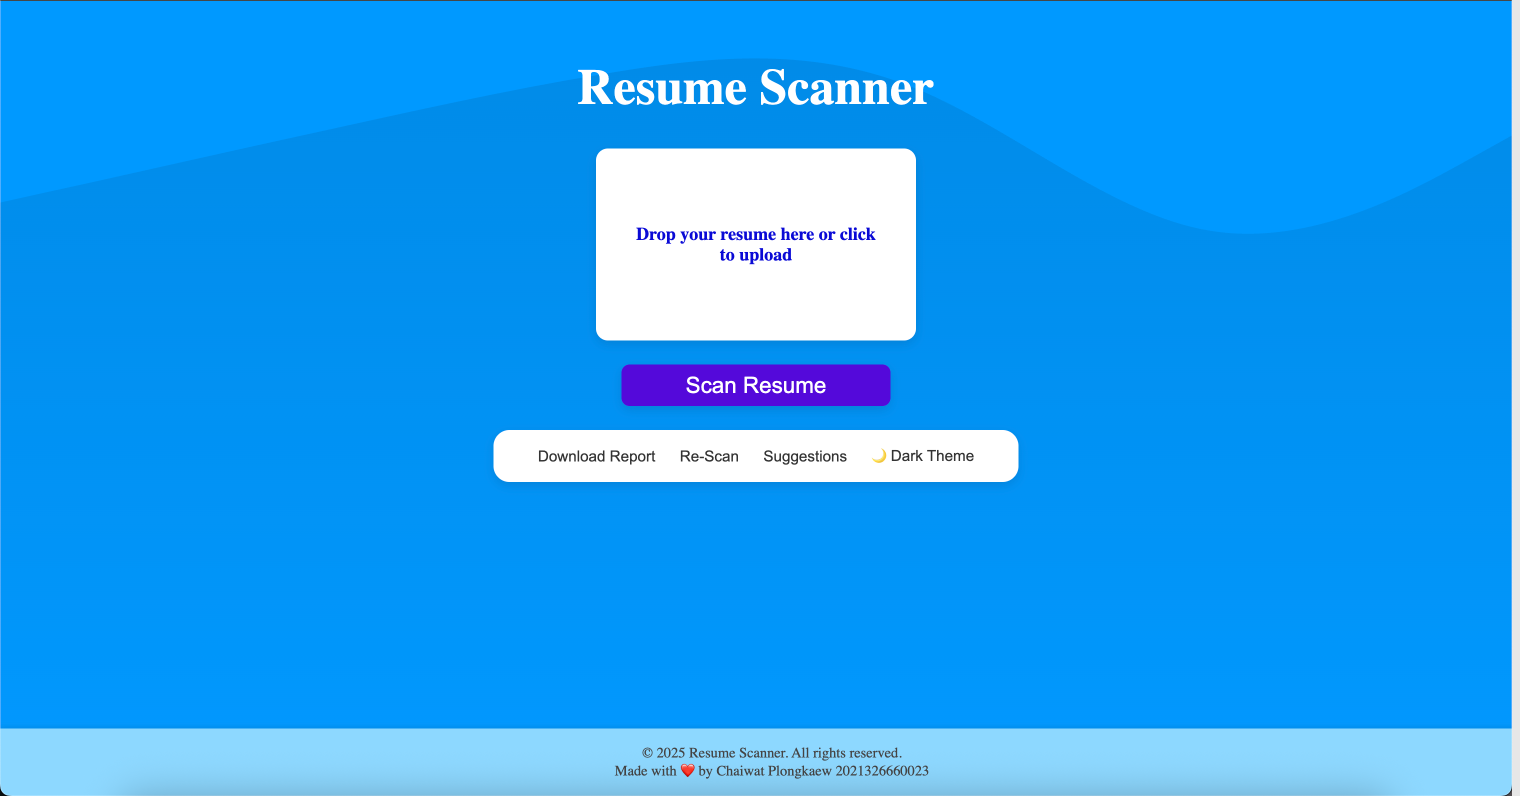 Resume Scanner
Drop your resume here or click
to upload
Scan Resume
Download Report Re-Scan Suggestions 🌙 Dark Theme
© 2025 Resume Scanner. All rights reserved.
Made with ❤️ by Chaiwat Plongkaew 2021326660023